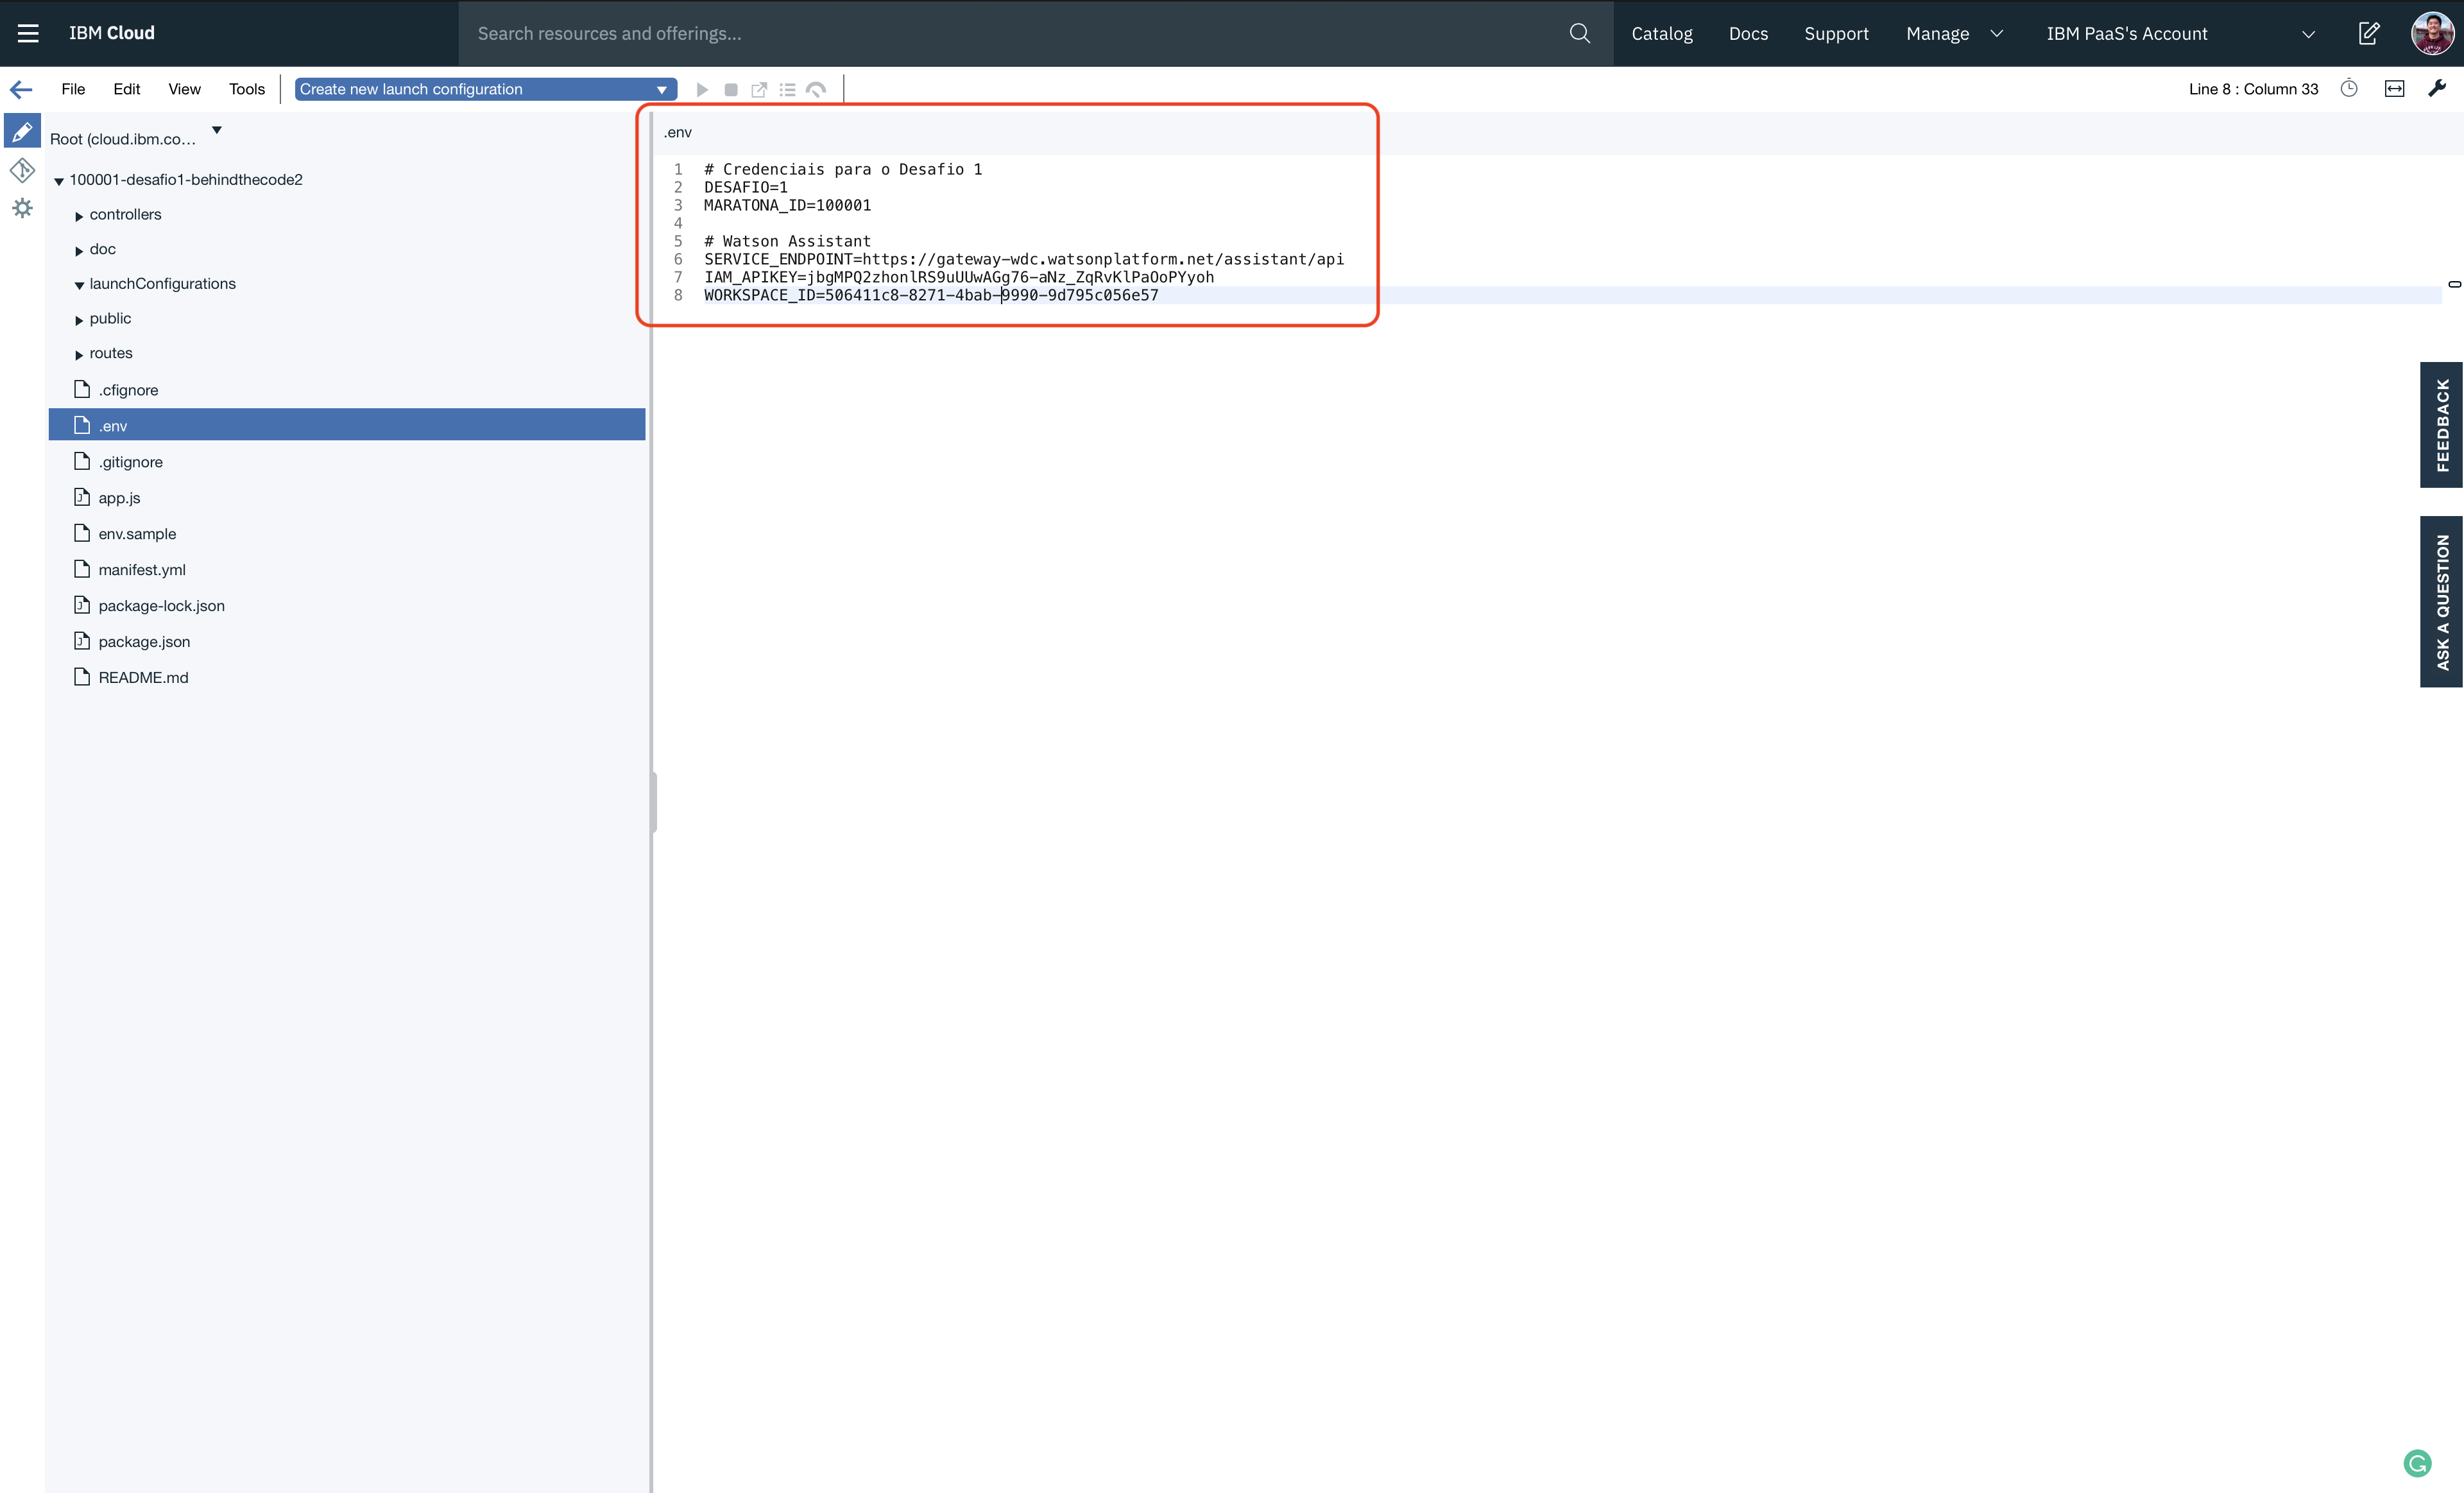 IBM Cloud
Search resources and offerings...
Catalog
Docs
Support
Manage
IBM PaaS's Account
File
Edit
View
Tools
Create new launch configuration
Line 8 : Column 33
Root (cloud.ibm.co...
100001-desafio1-behindthecode2
controllers
doc
launchConfigurations
public
routes
.cfignore
.env
.gitignore
app.js
env.sample
manifest.yml
package-lock.json
package.json
README.md
.env
1 # Credenciais para o Desafio 1
2 DESAFIO=1
3 MARATONA_ID=100001
4
5 # Watson Assistant
6 SERVICE_ENDPOINT=https://gateway-wdc.watsonplatform.net/assistant/api
7 IAM_APIKEY=jbgMPQ2zhonlRS9uUUwAGg76-aNz_ZqRvKlPaOoPYyoh
8 WORKSPACE_ID=506411c8-8271-4bab-9990-9d795c056e57
FEEDBACK
ASK A QUESTION